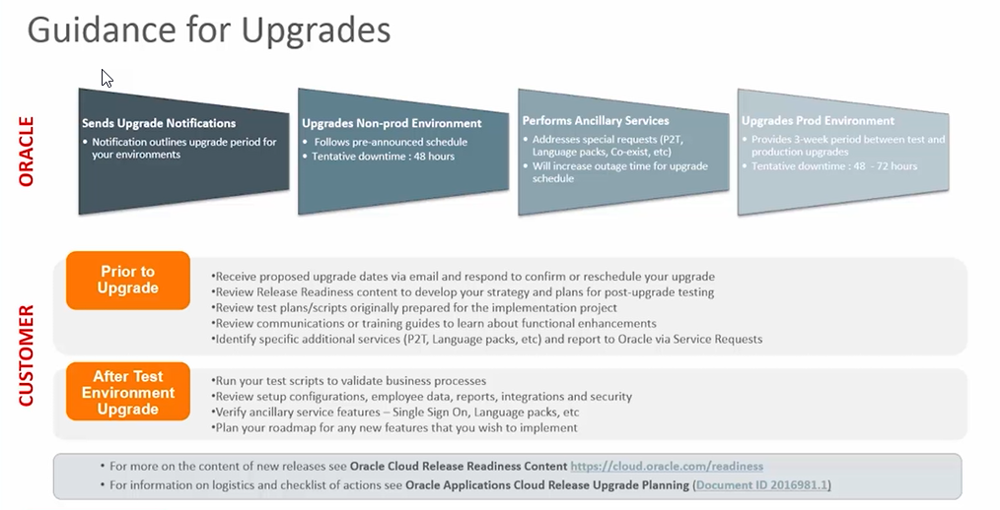 Guidance for Upgrades
ORACLE
Sends Upgrade Notifications
• Notification outlines upgrade period for
your environments
Upgrades Non-prod Environment
• Follows pre-announced schedule
• Tentative downtime : 48 hours
Performs Ancillary Services
• Addresses special requests (P2T,
Language packs, Co-exist, etc)
• Will increase outage time for upgrade
schedule
Upgrades Prod Environment
• Provides 3-week period between test and
production upgrades
• Tentative downtime : 48 - 72 hours
CUSTOMER
Prior to
Upgrade
•Receive proposed upgrade dates via email and respond to confirm or reschedule your upgrade
•Review Release Readiness content to develop your strategy and plans for post-upgrade testing
•Review test plans/scripts originally prepared for the implementation project
•Review communications or training guides to learn about functional enhancements
•Identify specific additional services (P2T, Language packs, etc) and report to Oracle via Service Requests
After Test
Environment
Upgrade
•Run your test scripts to validate business processes
•Review setup configurations, employee data, reports, integrations and security
•Verify ancillary service features – Single Sign On, Language packs, etc
•Plan your roadmap for any new features that you wish to implement
• For more on the content of new releases see Oracle Cloud Release Readiness Content https://cloud.oracle.com/readiness
• For information on logistics and checklist of actions see Oracle Applications Cloud Release Upgrade Planning (Document ID 2016981.1)